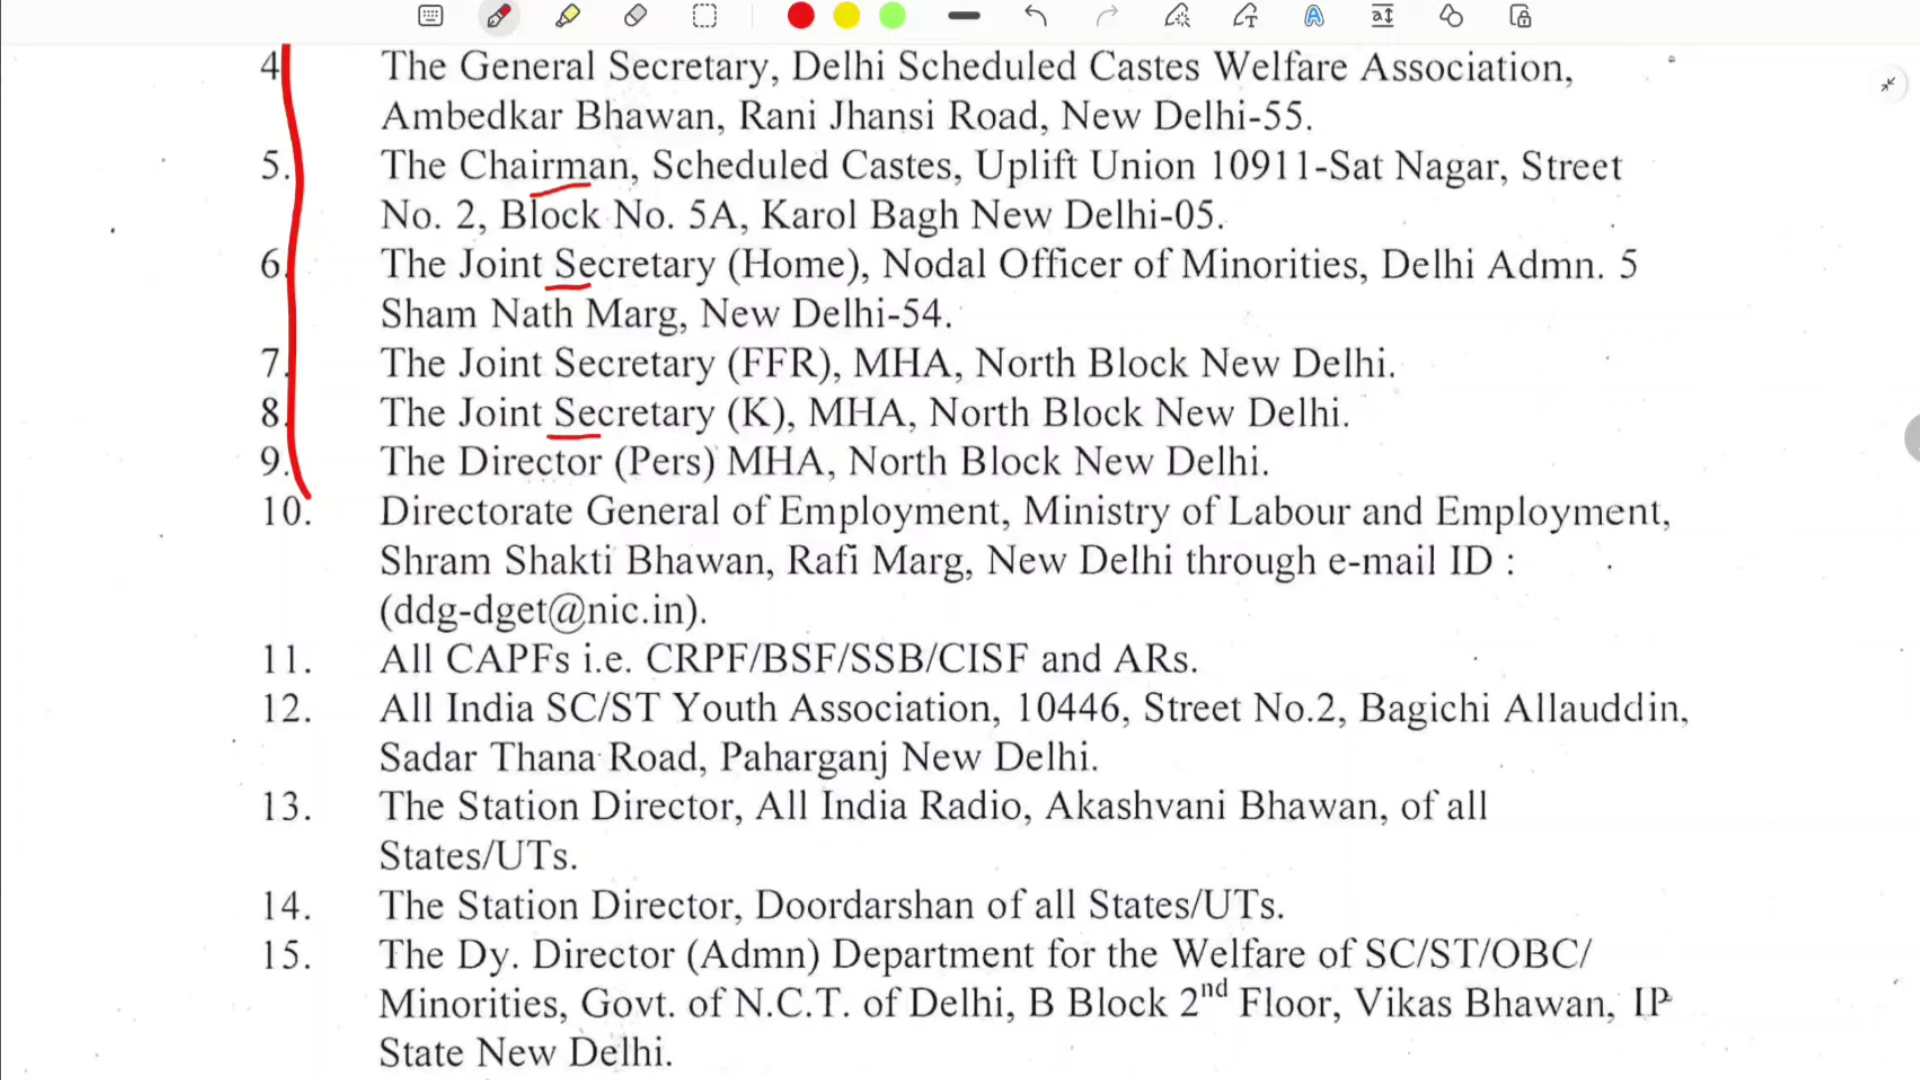 4
The General Secretary, Delhi Scheduled Castes Welfare Association,
Ambedkar Bhawan, Rani Jhansi Road, New Delhi-55.
5. The Chairman, Scheduled Castes, Uplift Union 10911-Sat Nagar, Street
No. 2, Block No. 5A, Karol Bagh New Delhi-05.
6. The Joint Secretary (Home), Nodal Officer of Minorities, Delhi Admn. 5
Sham Nath Marg, New Delhi-54.
7. The Joint Secretary (FFR), MHA, North Block New Delhi.
8. The Joint Secretary (K), MHA, North Block New Delhi.
9. The Director (Pers) MHA, North Block New Delhi.
10. Directorate General of Employment, Ministry of Labour and Employment,
Shram Shakti Bhawan, Rafi Marg, New Delhi through e-mail ID :
(ddg-dget@nic.in).
11. All CAPFs i.e. CRPF/BSF/SSB/CISF and ARs.
12. All India SC/ST Youth Association, 10446, Street No.2, Bagichi Allauddin,
Sadar Thana Road, Paharganj New Delhi.
13. The Station Director, All India Radio, Akashvani Bhawan, of all
States/UTs.
14. The Station Director, Doordarshan of all States/UTs.
15. The Dy. Director (Admn) Department for the Welfare of SC/ST/OBC/
Minorities, Govt. of N.C.T. of Delhi, B Block 2nd Floor, Vikas Bhawan, IP
State New Delhi.